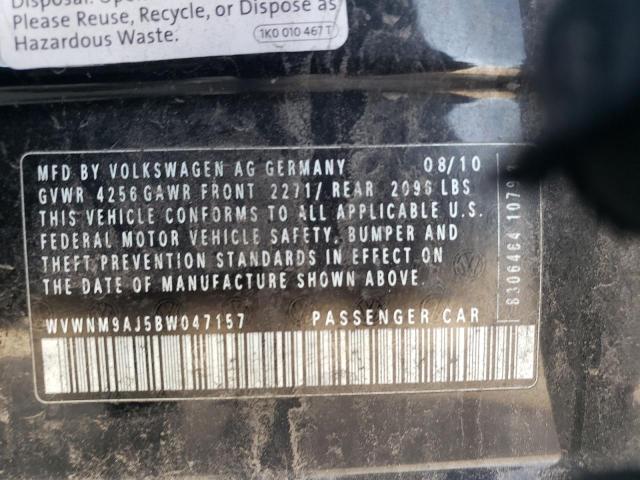 Disposal.
Please Reuse, Recycle, or Dispose as
Hazardous Waste.
1K0 010 467 T
MFD BY VOLKSWAGEN AG GERMANY 08/10
GVWR 4256 GAWR FRONT 2271/ REAR 2096 LBS
THIS VEHICLE CONFORMS TO ALL APPLICABLE U.S.
FEDERAL MOTOR VEHICLE SAFETY, BUMPER AND
THEFT PREVENTION STANDARDS IN EFFECT ON
THE DATE OF MANUFACTURE SHOWN ABOVE.
WVWNM9AJ5BW047157 PASSENGER CAR